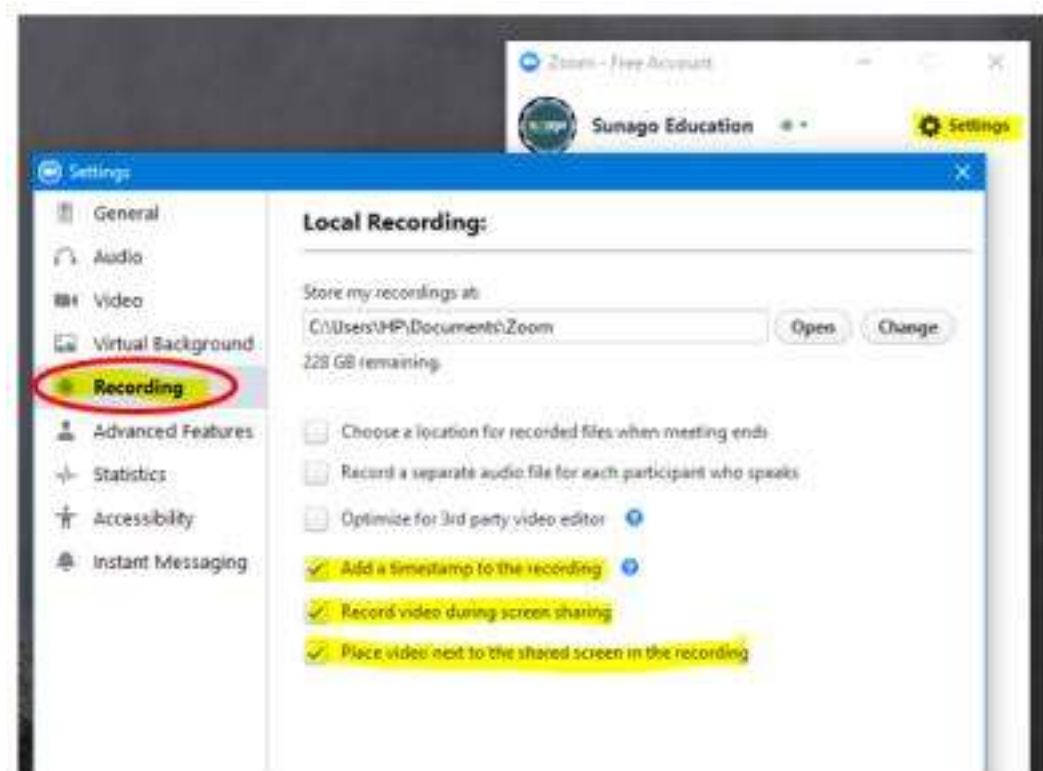 Zoom - Free Account
Sunago Education
Settings
Settings
General
Audio
Video
Virtual Background
Recording
Advanced Features
Statistics
Accessibility
Instant Messaging
Local Recording:
Store my recordings at:
C:\Users\HP\Documents\Zoom
Open
Change
228 GB remaining.
Choose a location for recorded files when meeting ends
Record a separate audio file for each participant who speaks
Optimize for 3rd party video editor
Add a timestamp to the recording
Record video during screen sharing
Place video next to the shared screen in the recording